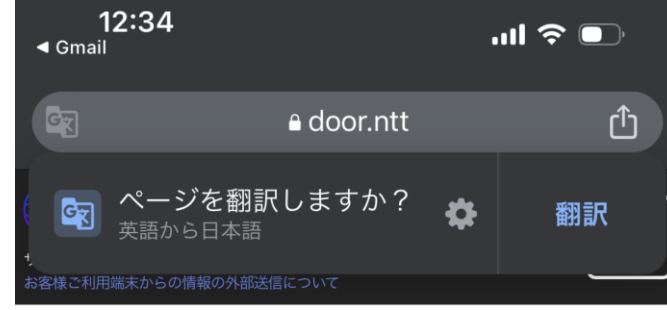 12:34
◀ Gmail
door.ntt
ページを翻訳しますか？
英語から日本語
翻訳
お客様ご利用端末からの情報の外部送信について